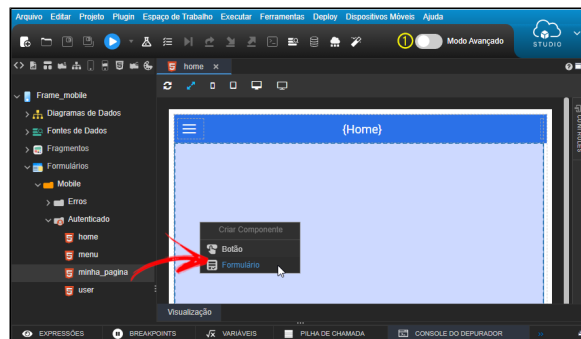 Arquivo Editar Projeto Plugin Espaço de Trabalho Executar Ferramentas Deploy Dispositivos Móveis Ajuda
1 Modo Avançado
STUDIO
home ×
Frame_mobile
Diagramas de Dados
Fontes de Dados
Fragmentos
Formulários
Mobile
Erros
Autenticado
home
menu
minha_pagina
user
{Home}
Criar Componente
Botão
Formulário
Visualização
EXPRESSÕES BREAKPOINTS VARIÁVEIS PILHA DE CHAMADA CONSOLE DO DEPURADOR